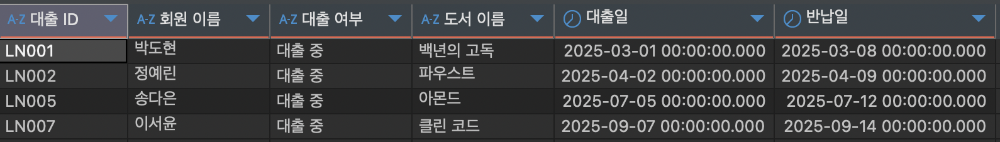 A-Z 대출 ID A-Z 회원 이름 A-Z 대출 여부 A-Z 도서 이름 대출일 반납일
LN001 박도현 대출 중 백년의 고독 2025-03-01 00:00:00.000 2025-03-08 00:00:00.000
LN002 정예린 대출 중 파우스트 2025-04-02 00:00:00.000 2025-04-09 00:00:00.000
LN005 송다은 대출 중 아몬드 2025-07-05 00:00:00.000 2025-07-12 00:00:00.000
LN007 이서윤 대출 중 클린 코드 2025-09-07 00:00:00.000 2025-09-14 00:00:00.000